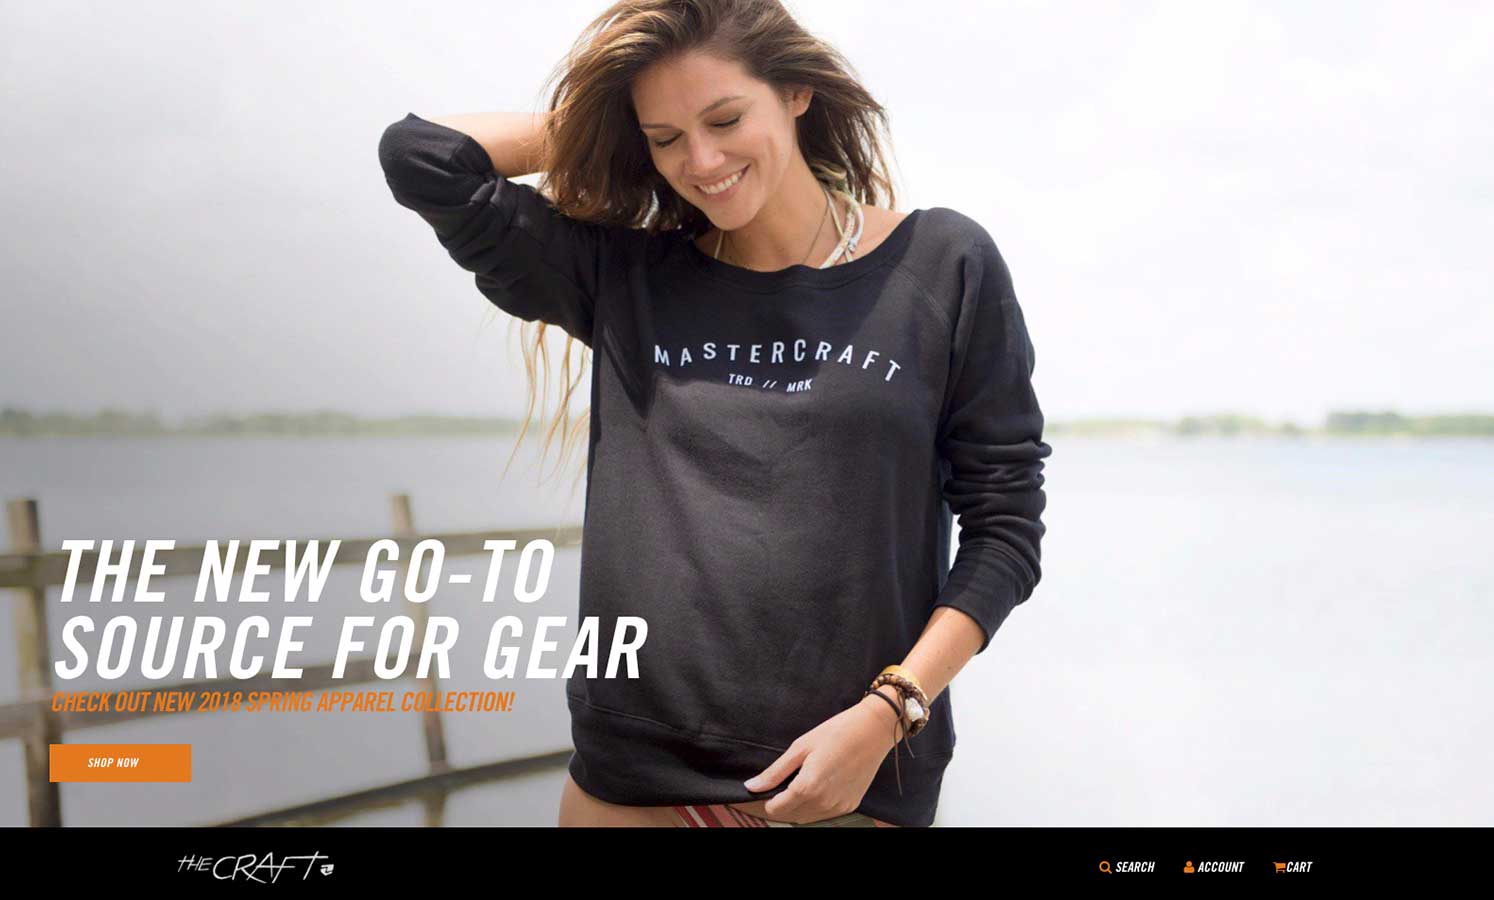 MASTERCRAFT
TRD // MRK
THE NEW GO-TO
SOURCE FOR GEAR
CHECK OUT NEW 2018 SPRING APPAREL COLLECTION!
SHOP NOW
THE CRAFT
SEARCH
ACCOUNT
CART